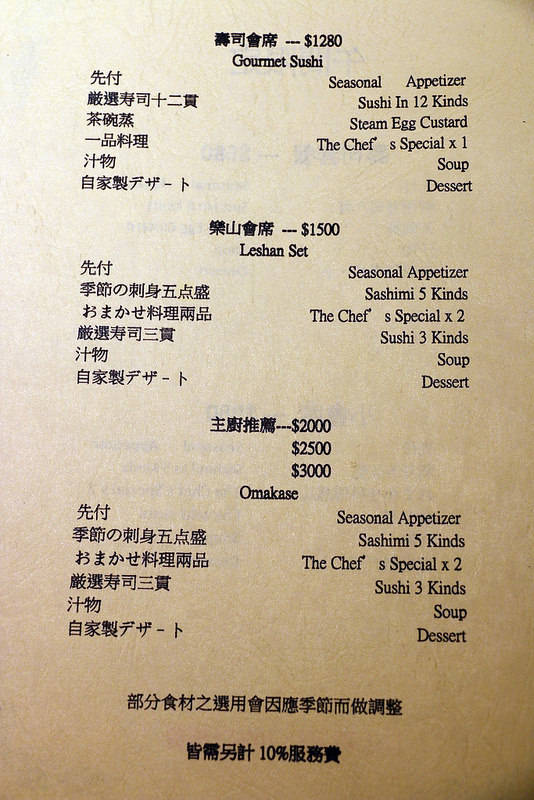 壽司會席 --- $1280
Gourmet Sushi
先付 Seasonal Appetizer
厳選寿司十二貫 Sushi In 12 Kinds
茶碗蒸 Steam Egg Custard
一品料理 The Chef’s Special x 1
汁物 Soup
自家製デザ－ト Dessert
樂山會席 --- $1500
Leshan Set
先付 Seasonal Appetizer
季節の刺身五点盛 Sashimi 5 Kinds
おまかせ料理兩品 The Chef’s Special x 2
厳選寿司三貫 Sushi 3 Kinds
汁物 Soup
自家製デザ－ト Dessert
主廚推薦---$2000
$2500
$3000
Omakase
先付 Seasonal Appetizer
季節の刺身五点盛 Sashimi 5 Kinds
おまかせ料理兩品 The Chef’s Special x 2
厳選寿司三貫 Sushi 3 Kinds
汁物 Soup
自家製デザ－ト Dessert
部分食材之選用會因應季節而做調整
皆需另計 10%服務費